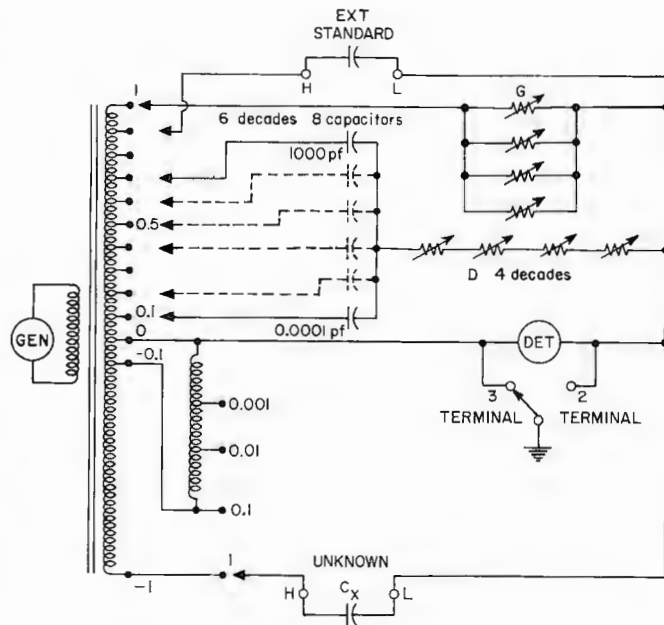 EXT
STANDARD
H
L
1
G
6 decades 8 capacitors
1000 pf
0.5
D 4 decades
0.1
0.0001 pf
0
GEN
-0.1
DET
3
2
TERMINAL
TERMINAL
0.001
0.01
0.1
1
UNKNOWN
-1
H
Cx
L